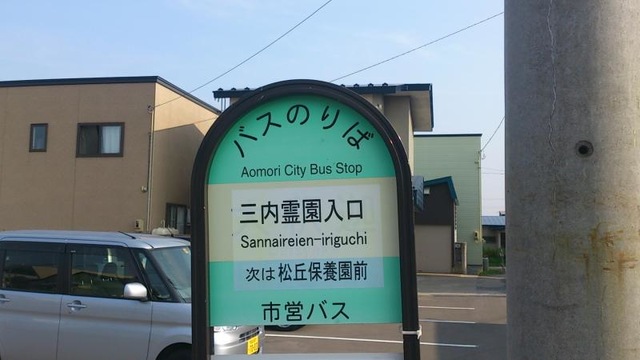 バスのりば
Aomori City Bus Stop
三内霊園入口
Sannaireien-iriguchi
次は松丘保養園前
市営バス